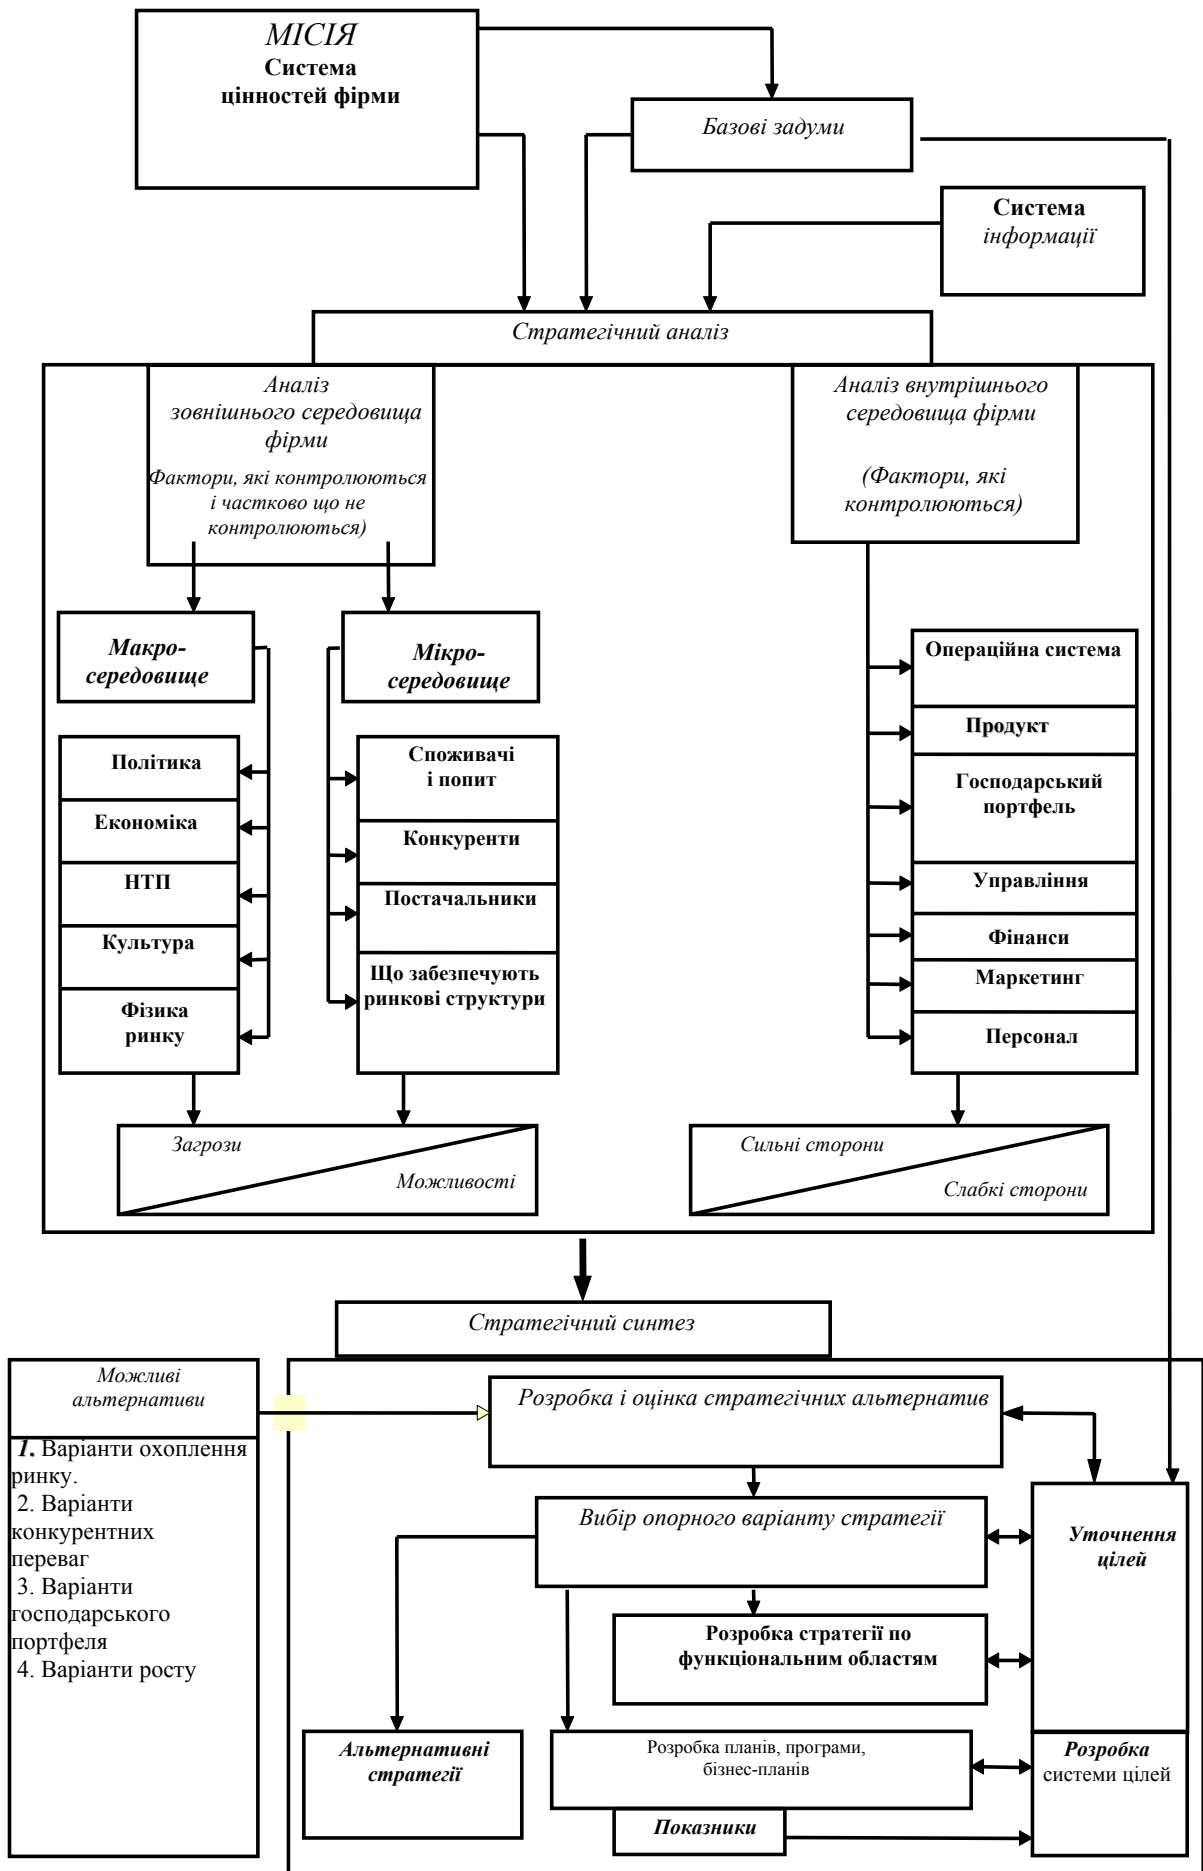 МІСІЯ
Система
цінностей фірми
Базові задуми
Система
інформації
Стратегічний аналіз
Аналіз
зовнішнього середовища
фірми
Фактори, які контролюються
і частково що не
контролюються)
Аналіз внутрішнього
середовища фірми
(Фактори, які
контролюються)
Макро-
середовище
Мікро-
середовище
Політика
Економіка
НТП
Культура
Фізика
ринку
Споживачі
і попит
Конкуренти
Постачальники
Що забезпечують
ринкові структури
Операційна система
Продукт
Господарський
портфель
Управління
Фінанси
Маркетинг
Персонал
Загрози
Можливості
Сильні сторони
Слабкі сторони
Стратегічний синтез
Можливі
альтернативи
1. Варіанти охоплення
ринку.
2. Варіанти
конкурентних
переваг
3. Варіанти
господарського
портфеля
4. Варіанти росту
Розробка і оцінка стратегічних альтернатив
Вибір опорного варіанту стратегії
Уточнення
цілей
Розробка стратегії по
функціональним областям
Альтернативні
стратегії
Розробка планів, програми,
бізнес-планів
Розробка
системи цілей
Показники